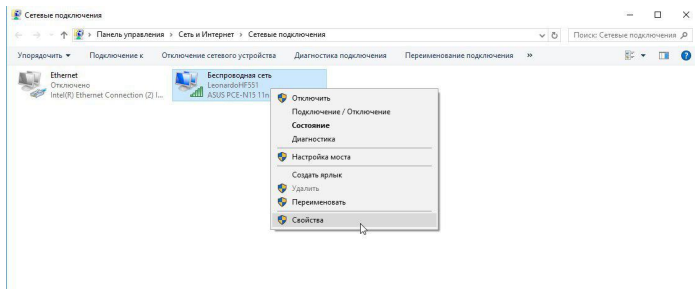 Сетевые подключения
Панель управления › Сеть и Интернет › Сетевые подключения
Поиск: Сетевые подключения
Упорядочить Подключение к Отключение сетевого устройства Диагностика подключения Переименование подключения »
Ethernet
Отключено
Intel(R) Ethernet Connection (2) I...
Беспроводная сеть
LeonardoHF551
ASUS PCE-N15 11n
Отключить
Подключение / Отключение
Состояние
Диагностика
Настройка моста
Создать ярлык
Удалить
Переименовать
Свойства